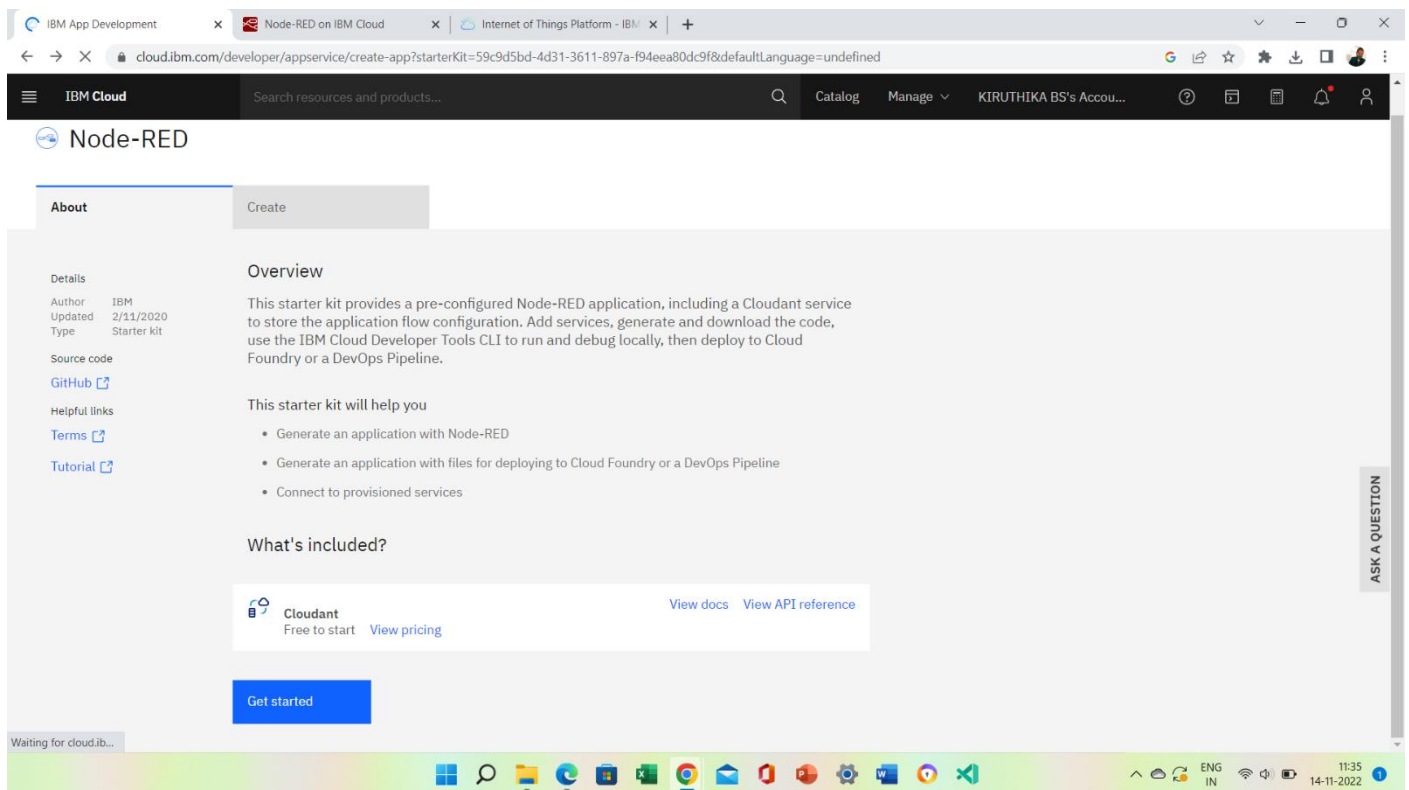 IBM App Development
Node-RED on IBM Cloud
Internet of Things Platform - IBM
cloud.ibm.com/developer/appservice/create-app?starterKit=59c9d5bd-4d31-3611-897a-f94eea80dc9f&defaultLanguage=undefined
IBM Cloud
Search resources and products...
Catalog
Manage
KIRUTHIKA BS's Accou...
Node-RED
About
Create
Details
Author IBM
Updated 2/11/2020
Type Starter kit
Source code
GitHub
Helpful links
Terms
Tutorial
Overview
This starter kit provides a pre-configured Node-RED application, including a Cloudant service
to store the application flow configuration. Add services, generate and download the code,
use the IBM Cloud Developer Tools CLI to run and debug locally, then deploy to Cloud
Foundry or a DevOps Pipeline.
This starter kit will help you
• Generate an application with Node-RED
• Generate an application with files for deploying to Cloud Foundry or a DevOps Pipeline
• Connect to provisioned services
What's included?
Cloudant
Free to start View pricing
View docs View API reference
Get started
ASK A QUESTION
Waiting for cloud.ib...
ENG
IN
11:35
14-11-2022
1